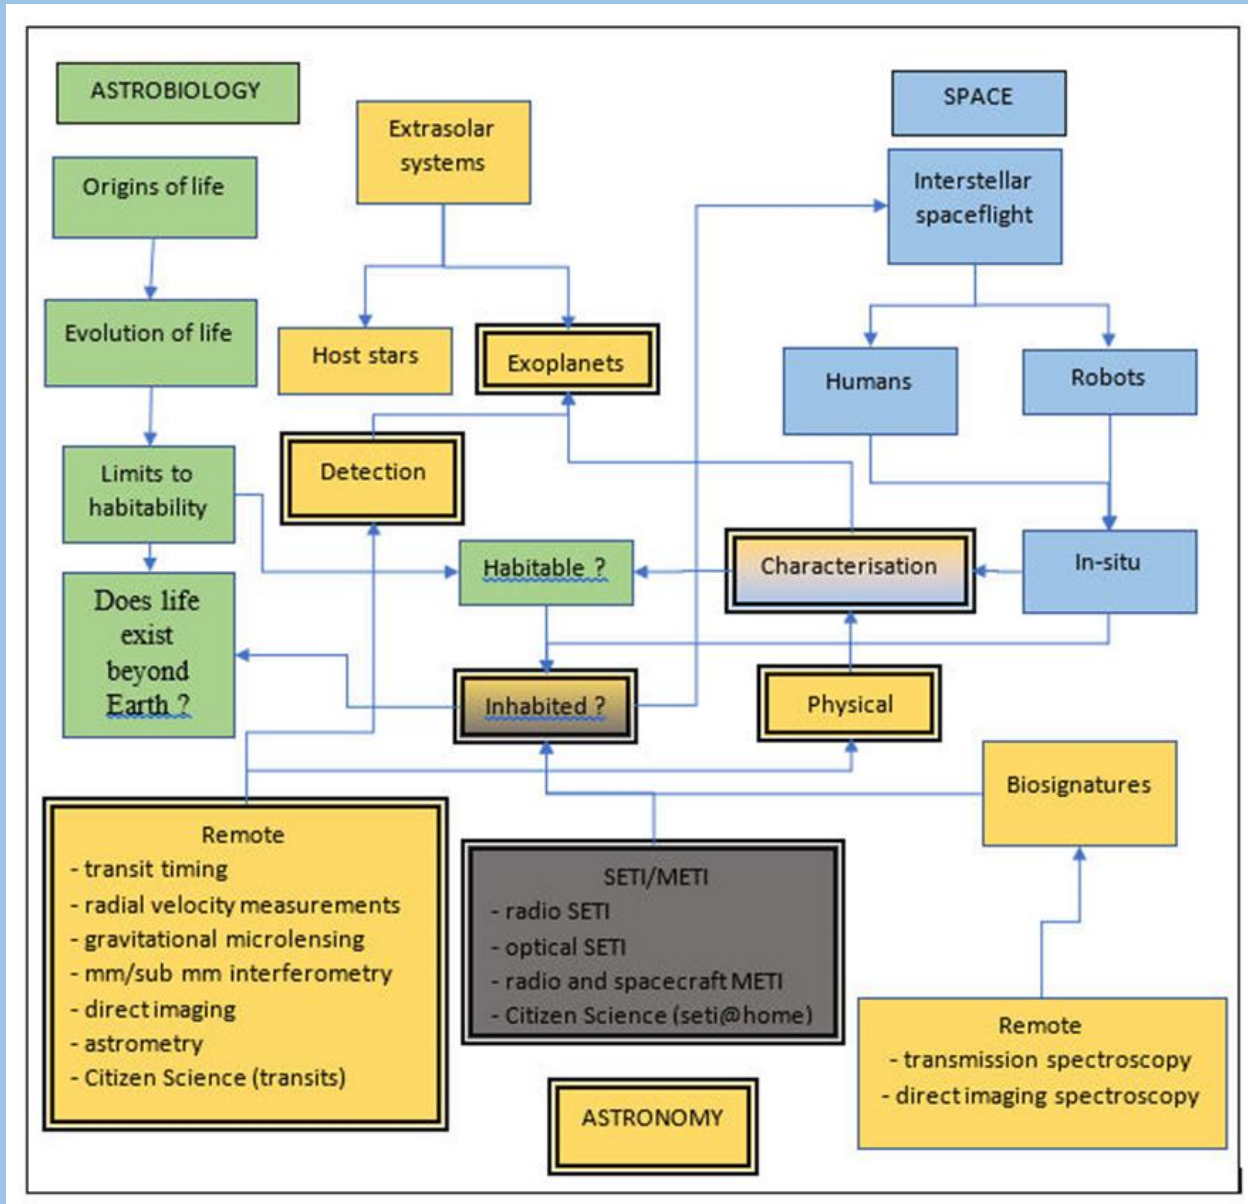 ASTROBIOLOGY
SPACE
Extrasolar
systems
Origins of life
Interstellar
spaceflight
Evolution of life
Host stars
Exoplanets
Humans
Robots
Limits to
habitability
Detection
Habitable ?
Characterisation
In-situ
Does life
exist
beyond
Earth ?
Inhabited ?
Physical
Biosignatures
Remote
- transit timing
- radial velocity measurements
- gravitational microlensing
- mm/sub mm interferometry
- direct imaging
- astrometry
- Citizen Science (transits)
SETI/METI
- radio SETI
- optical SETI
- radio and spacecraft METI
- Citizen Science (seti@home)
Remote
- transmission spectroscopy
- direct imaging spectroscopy
ASTRONOMY